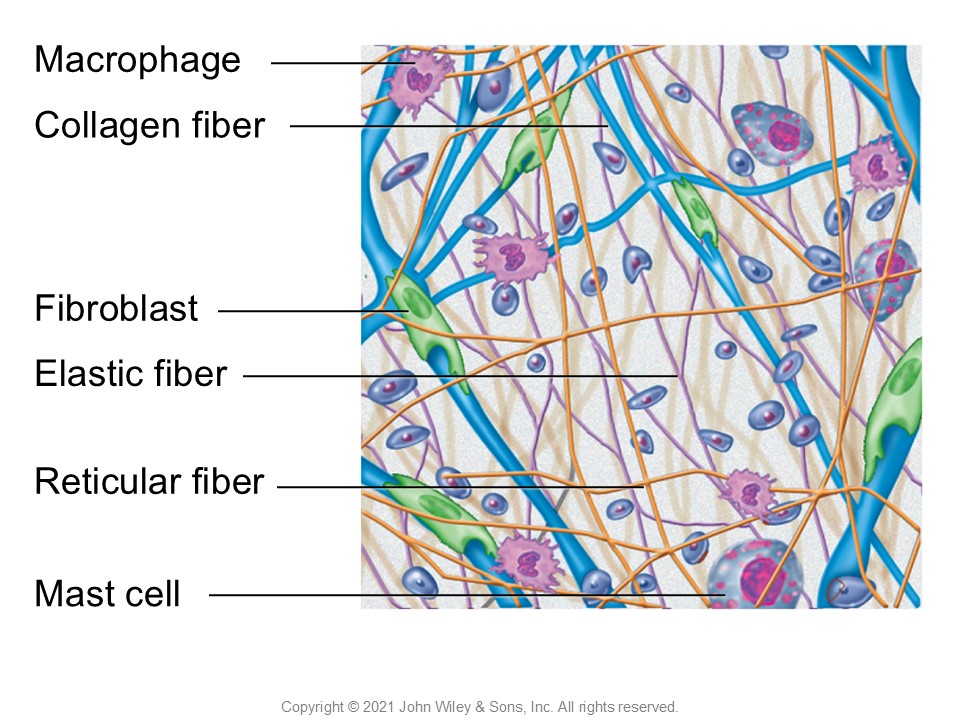 Macrophage
Collagen fiber
Fibroblast
Elastic fiber
Reticular fiber
Mast cell
Copyright © 2021 John Wiley & Sons, Inc. All rights reserved.